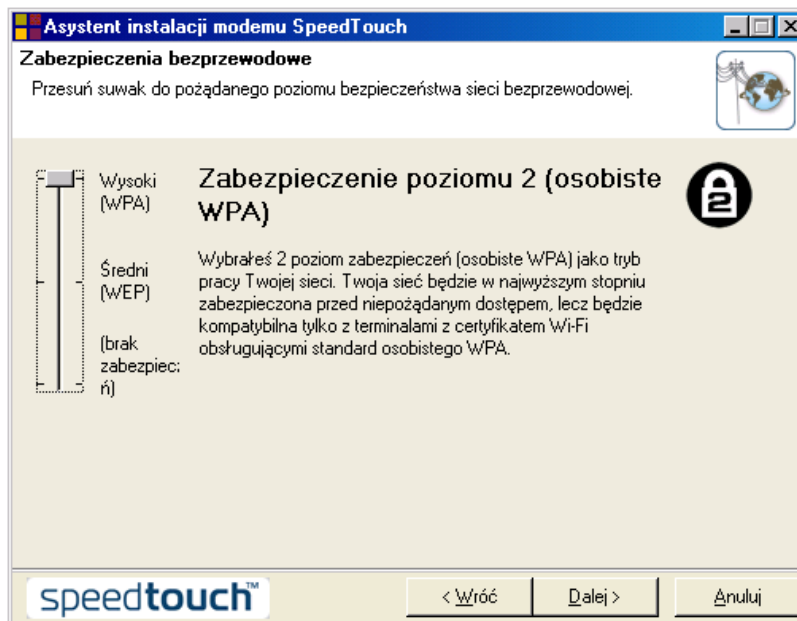 Asystent instalacji modemu SpeedTouch
Zabezpieczenia bezprzewodowe
Przesuń suwak do pożądanego poziomu bezpieczeństwa sieci bezprzewodowej.
Wysoki
(WPA)
Średni
(WEP)
(brak
zabezpiec:
ń)
Zabezpieczenie poziomu 2 (osobiste
WPA)
2
Wybrałeś 2 poziom zabezpieczeń (osobiste WPA) jako tryb
pracy Twojej sieci. Twoja sieć będzie w najwyższym stopniu
zabezpieczona przed niepożądanym dostępem, lecz będzie
kompatybilna tylko z terminalami z certyfikatem Wi-Fi
obsługującymi standard osobistego WPA.
speedtouch™
< Wróć
Dalej >
Anuluj